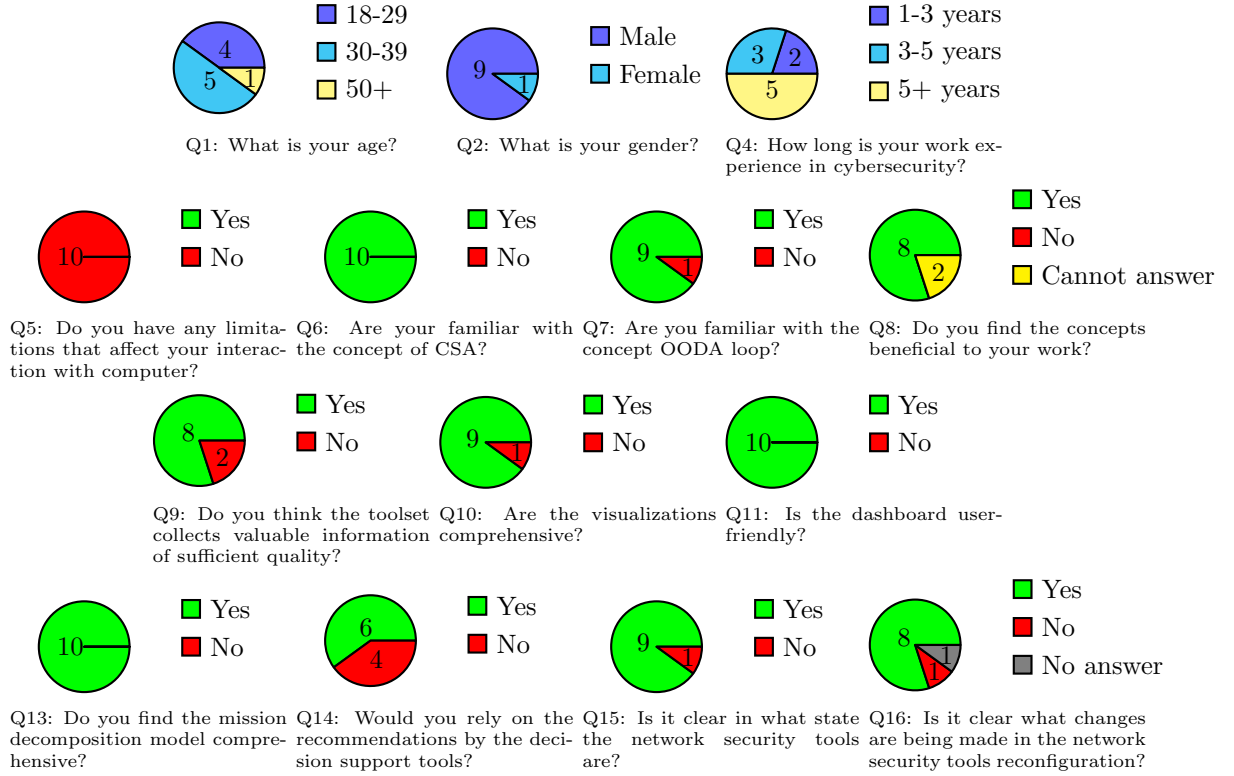 18-29
30-39
50+
4
5
1
Q1: What is your age?
Male
Female
9
1
Q2: What is your gender?
1-3 years
3-5 years
5+ years
3
2
5
Q4: How long is your work ex-
perience in cybersecurity?
10
Yes
No
Q5: Do you have any limita-
tions that affect your interac-
tion with computer?
10
Yes
No
Q6: Are your familiar with
the concept of CSA?
9
1
Yes
No
Q7: Are you familiar with the
concept OODA loop?
8
2
Yes
No
Cannot answer
Q8: Do you find the concepts
beneficial to your work?
8
2
Yes
No
Q9: Do you think the toolset
collects valuable information
of sufficient quality?
9
1
Yes
No
Q10: Are the visualizations
comprehensive?
10
Yes
No
Q11: Is the dashboard user-
friendly?
10
Yes
No
Q13: Do you find the mission
decomposition model compre-
hensive?
6
4
Yes
No
Q14: Would you rely on the
recommendations by the deci-
sion support tools?
9
1
Yes
No
Q15: Is it clear in what state
the network security tools
are?
8
1
1
Yes
No
No answer
Q16: Is it clear what changes
are being made in the network
security tools reconfiguration?